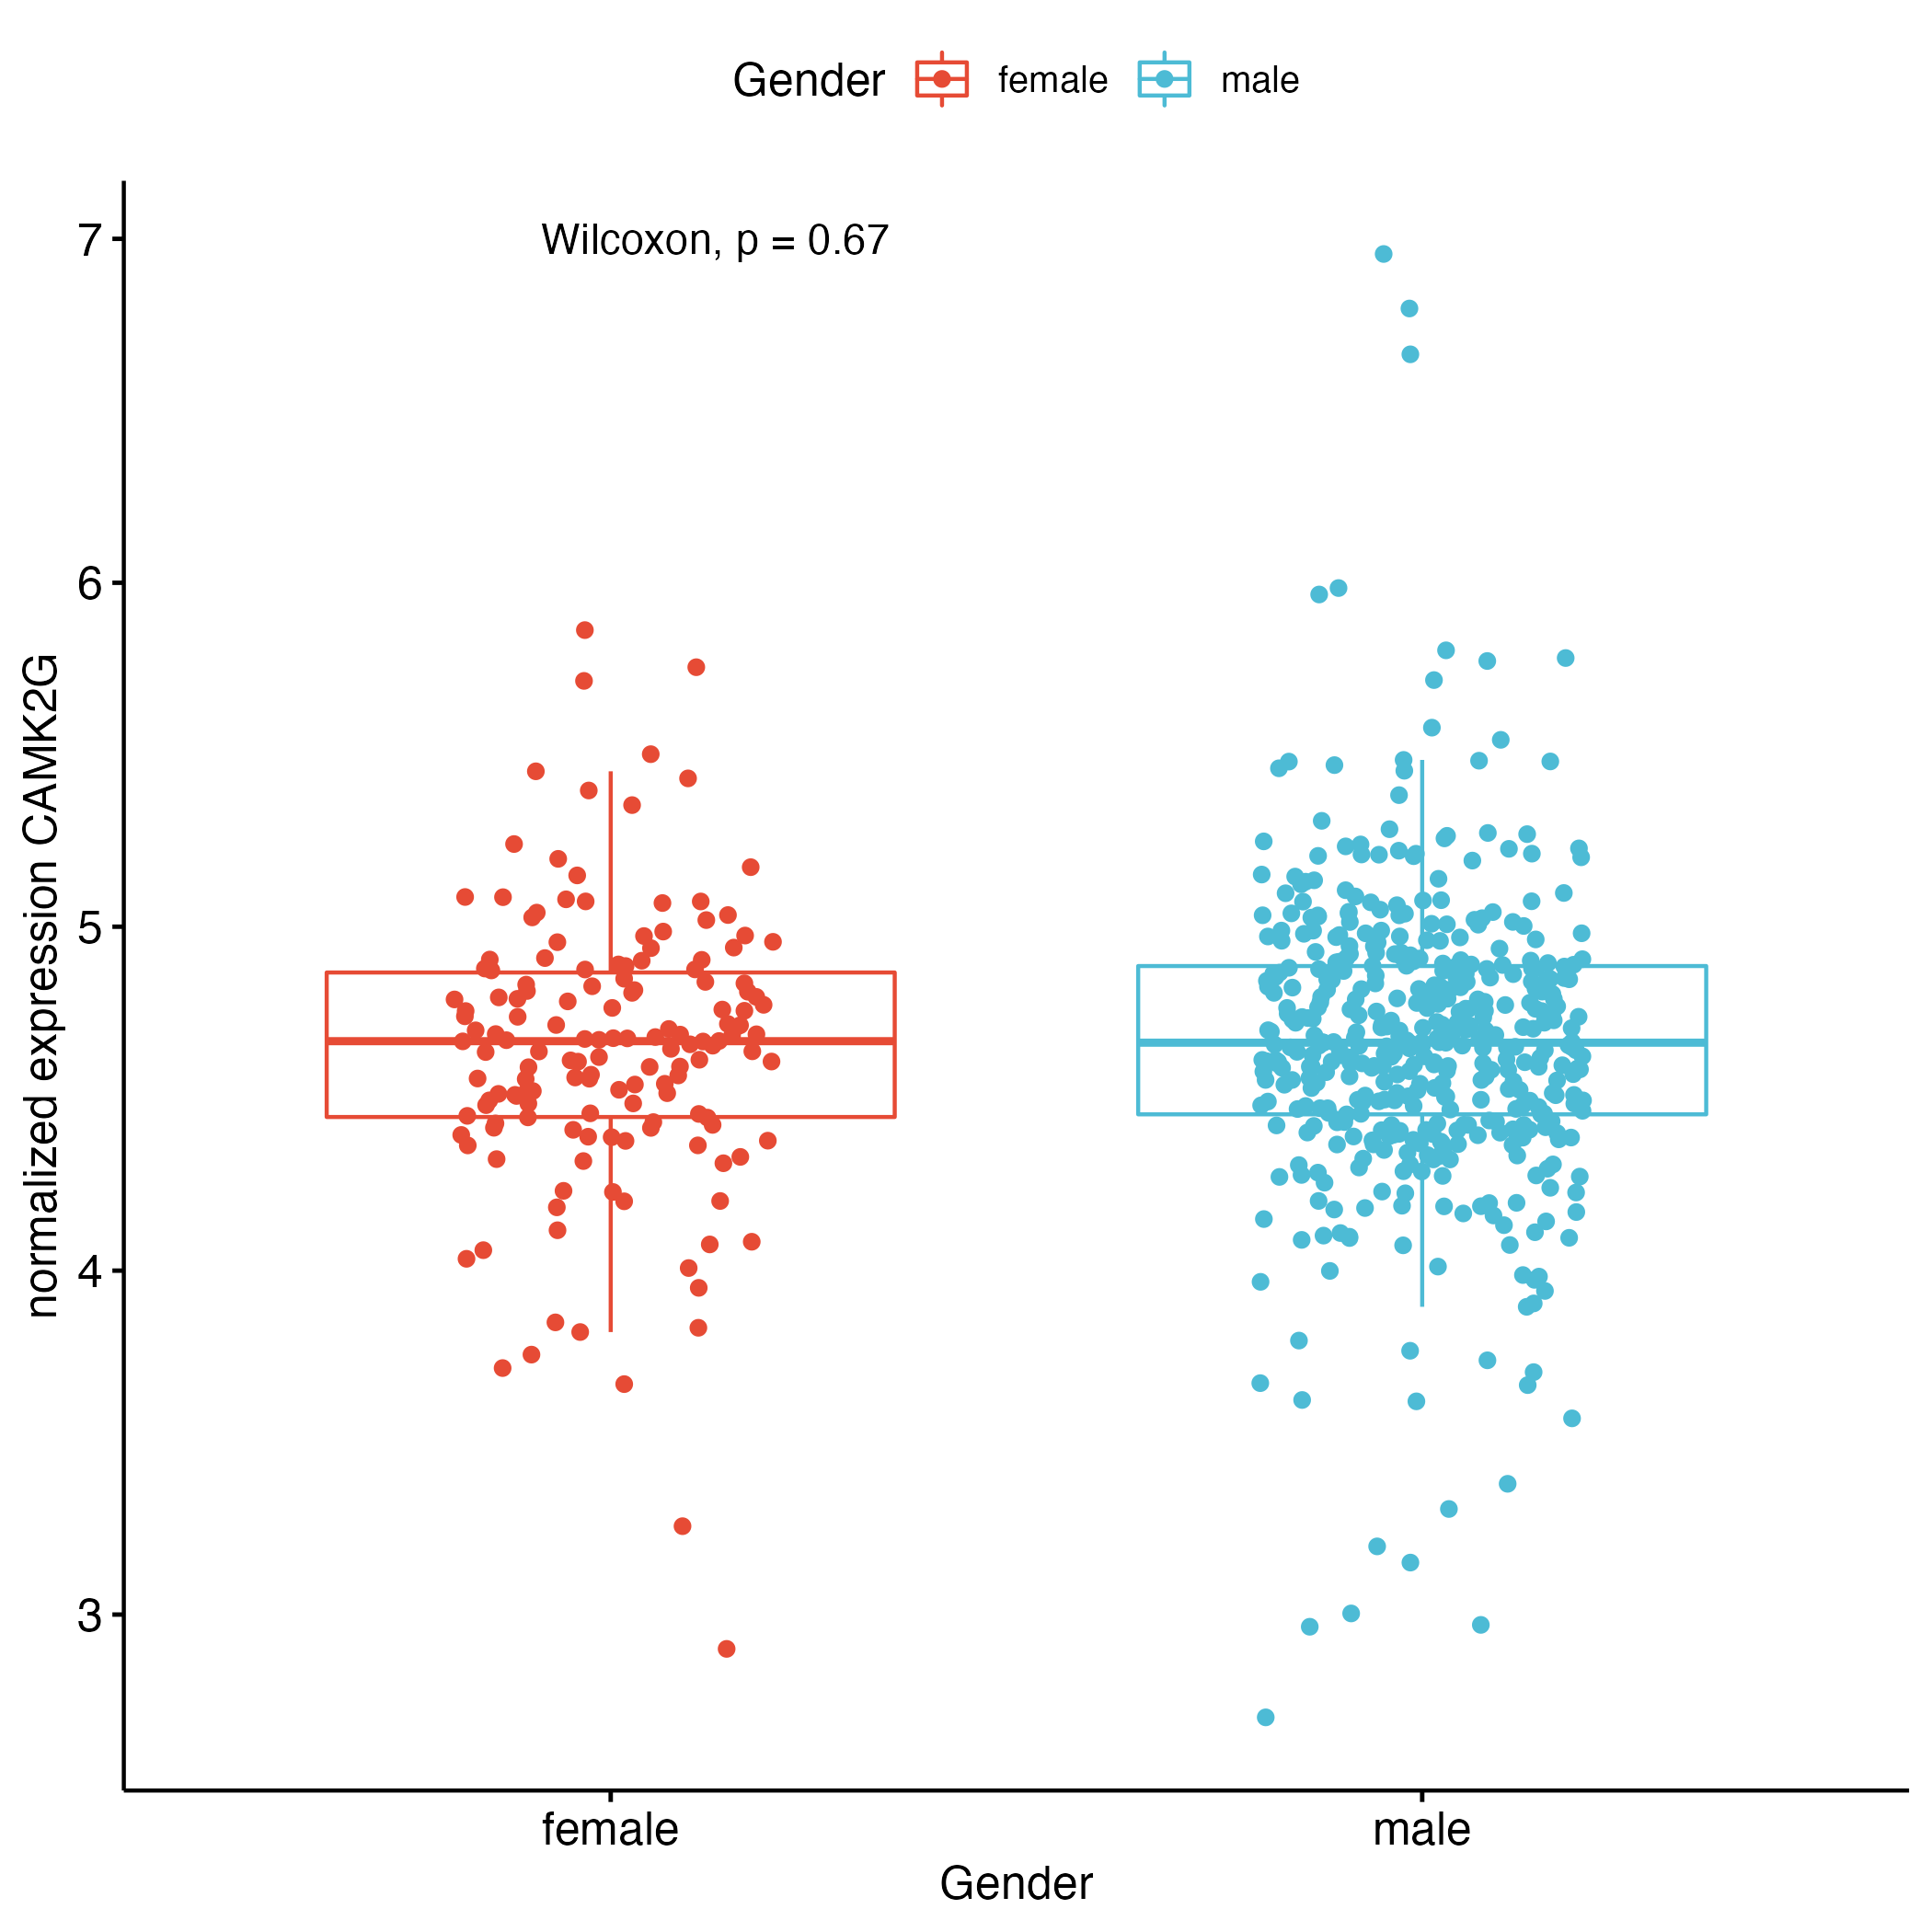 Gender female male
Wilcoxon, p = 0.67
7
6
5
4
3
normalized expression CAMK2G
female male
Gender